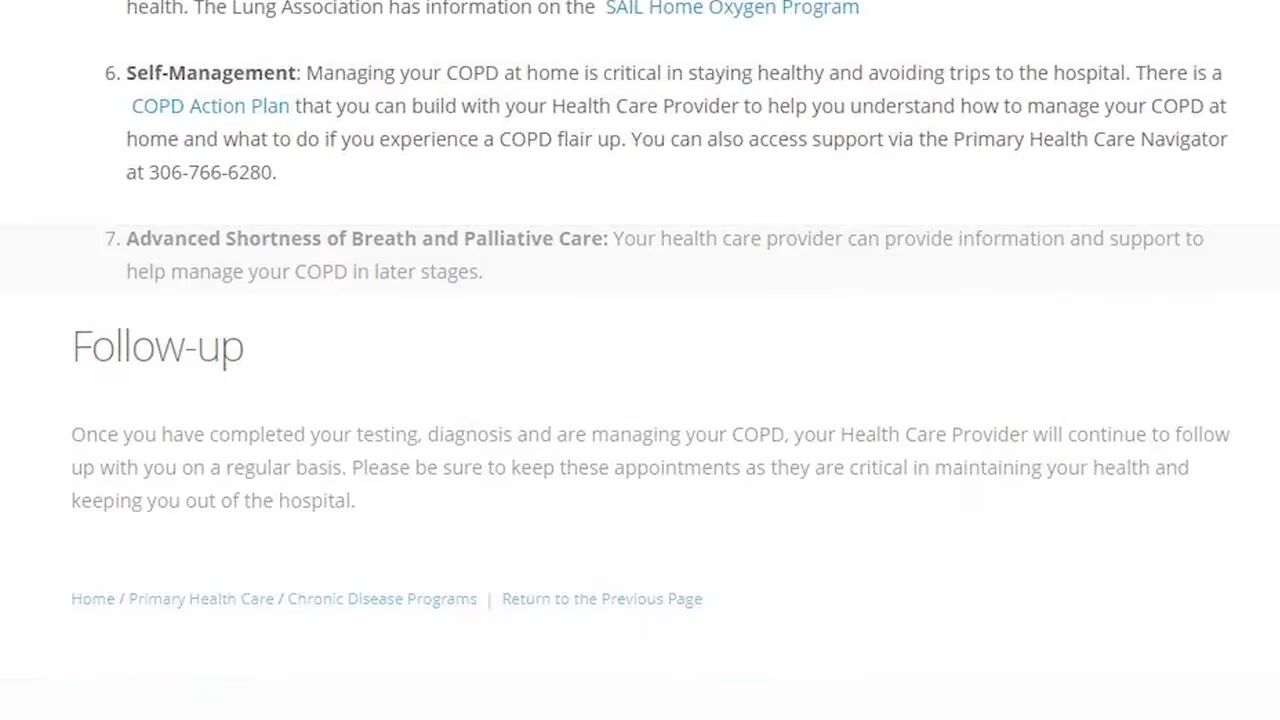 health. The Lung Association has information on the SAIL Home Oxygen Program
6. Self-Management: Managing your COPD at home is critical in staying healthy and avoiding trips to the hospital. There is a
COPD Action Plan that you can build with your Health Care Provider to help you understand how to manage your COPD at
home and what to do if you experience a COPD flair up. You can also access support via the Primary Health Care Navigator
at 306-766-6280.
7. Advanced Shortness of Breath and Palliative Care: Your health care provider can provide information and support to
help manage your COPD in later stages.
Follow-up
Once you have completed your testing, diagnosis and are managing your COPD, your Health Care Provider will continue to follow
up with you on a regular basis. Please be sure to keep these appointments as they are critical in maintaining your health and
keeping you out of the hospital.
Home / Primary Health Care / Chronic Disease Programs | Return to the Previous Page